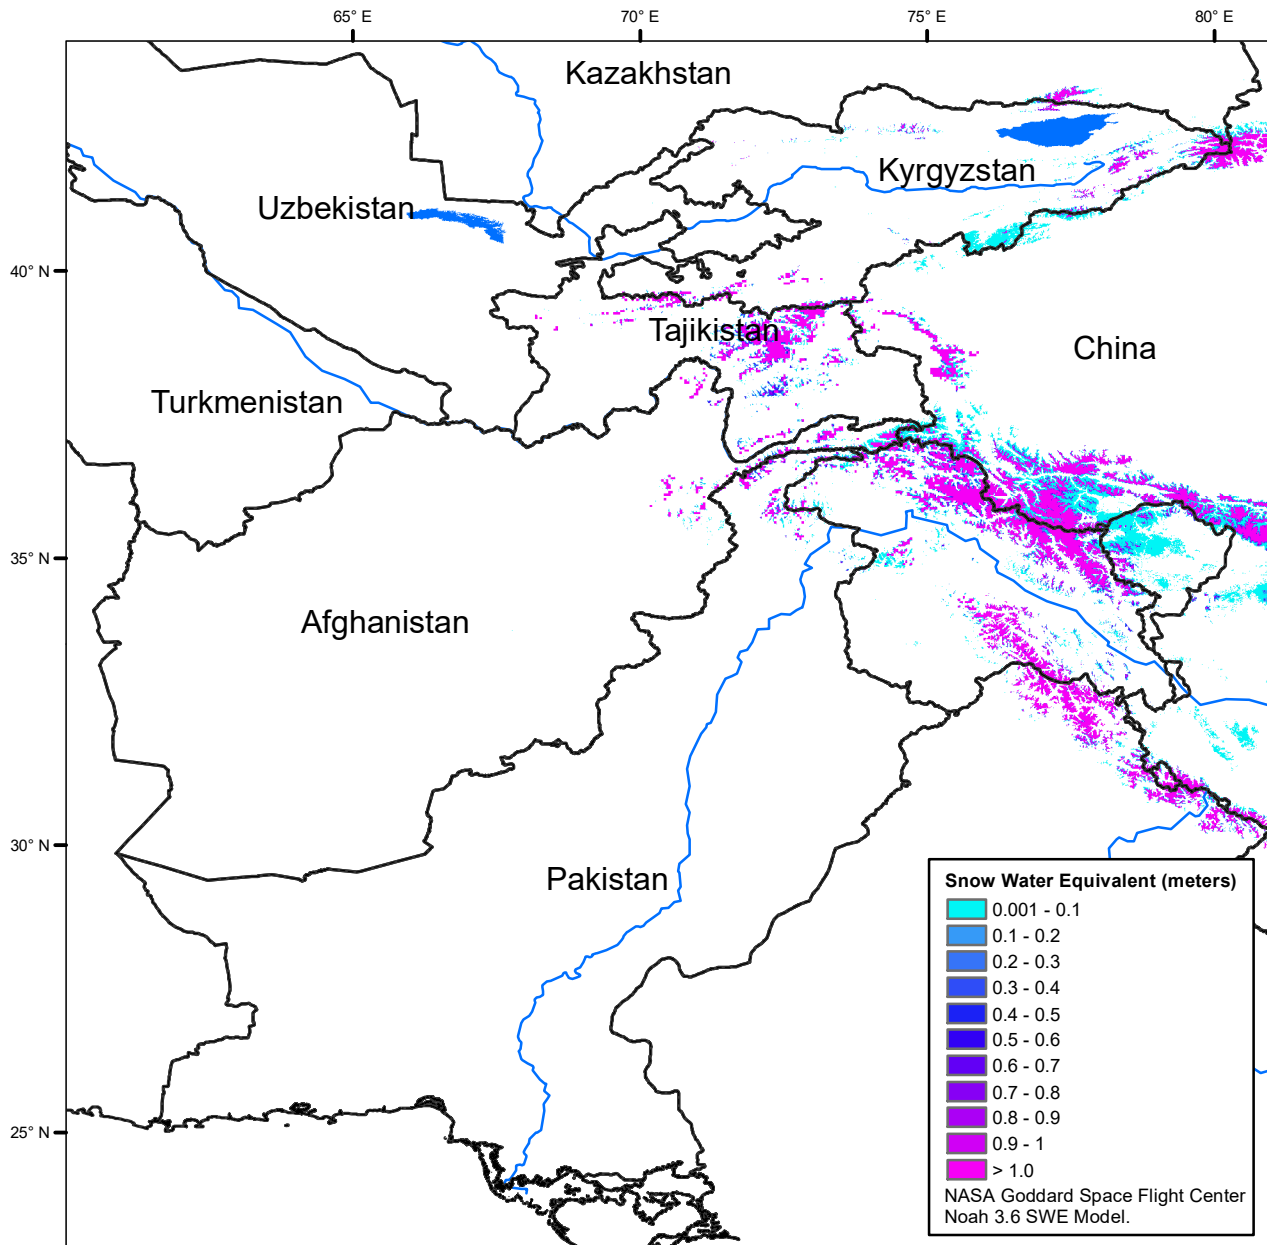 65° E
70° E
75° E
80° E
Kazakhstan
Kyrgyzstan
Uzbekistan
40° N
Tajikistan
China
Turkmenistan
35° N
Afghanistan
30° N
Pakistan
25° N
Snow Water Equivalent (meters)
0.001 - 0.1
0.1 - 0.2
0.2 - 0.3
0.3 - 0.4
0.4 - 0.5
0.5 - 0.6
0.6 - 0.7
0.7 - 0.8
0.8 - 0.9
0.9 - 1
> 1.0
NASA Goddard Space Flight Center
Noah 3.6 SWE Model.